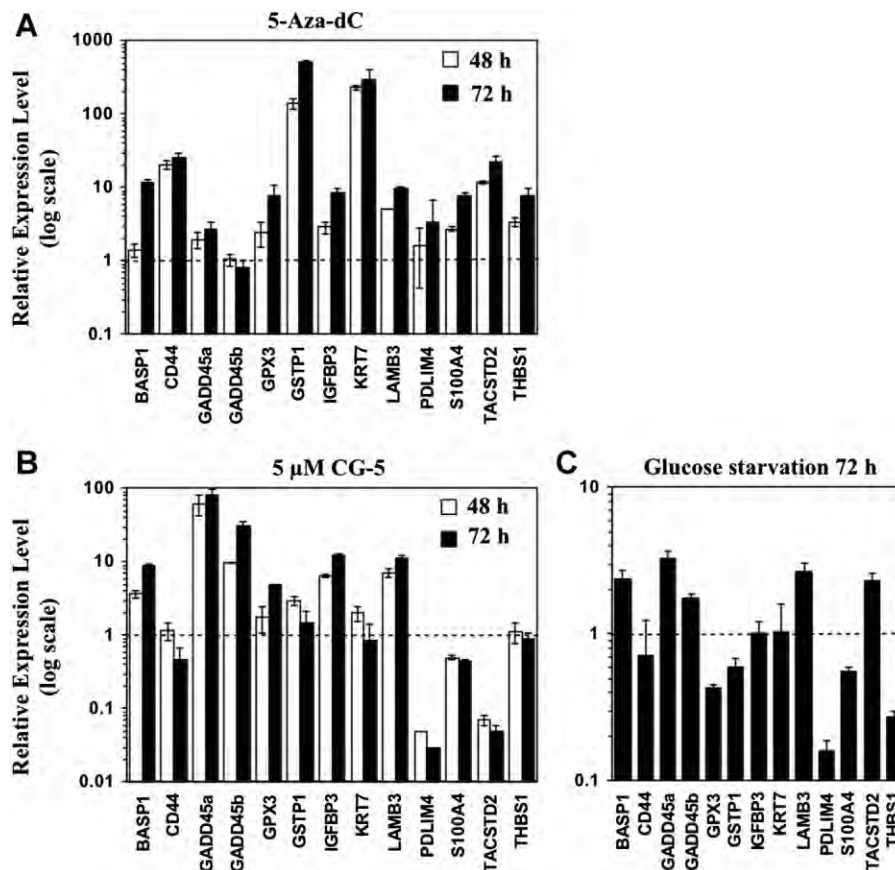 A
5-Aza-dC
Relative Expression Level
(log scale)
1000
100
10
1
0.1
48 h
72 h
BASP1
CD44
GADD45a
GADD45b
GPX3
GSTP1
IGFBP3
KRT7
LAMB3
PDLIM4
S100A4
TACSTD2
THBS1
B
5 μM CG-5
Relative Expression Level
(log scale)
100
10
1
0.1
0.01
48 h
72 h
BASP1
CD44
GADD45a
GADD45b
GPX3
GSTP1
IGFBP3
KRT7
LAMB3
PDLIM4
S100A4
TACSTD2
THBS1
C
Glucose starvation 72 h
10
1
0.1
BASP1
CD44
GADD45a
GADD45b
GPX3
GSTP1
IGFBP3
KRT7
LAMB3
PDLIM4
S100A4
TACSTD2
THBS1